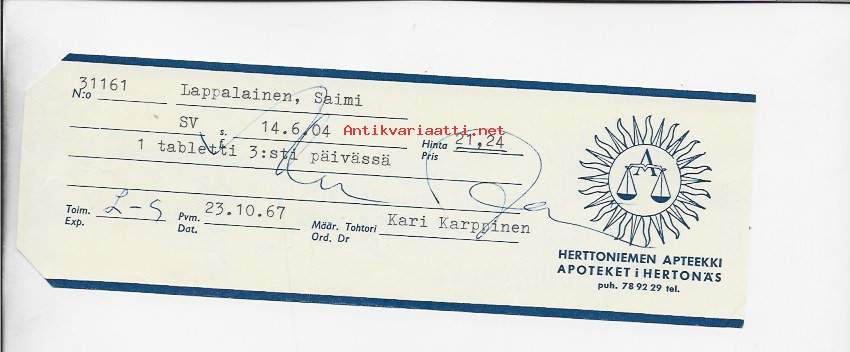 31161
N:o Lappalainen, Saimi
SV s. f. 14.6.04
Antikvariaatti.net
Hinta 21,24
Pris
1 tabletti 3:sti päivässä
Toim. L-S Pvm. 23.10.67 Määr. Tohtori Kari Karppinen
Exp. Dat. Ord. Dr
A
HERTTONIEMEN APTEEKKI
APOTEKET i HERTONÄS
puh. 78 92 29 tel.